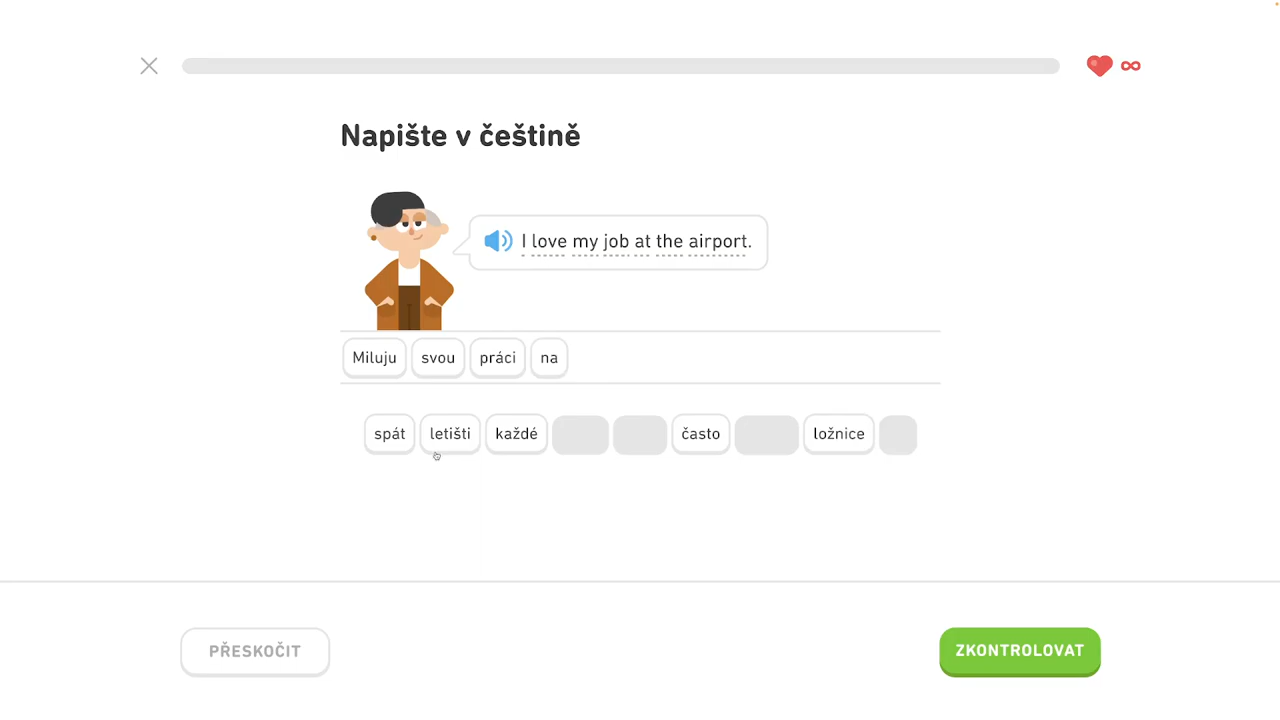 Napište v češtině
I love my job at the airport.
Miluju svou práci na
spát letišti každé často ložnice
PŘESKOČIT ZKONTROLOVAT